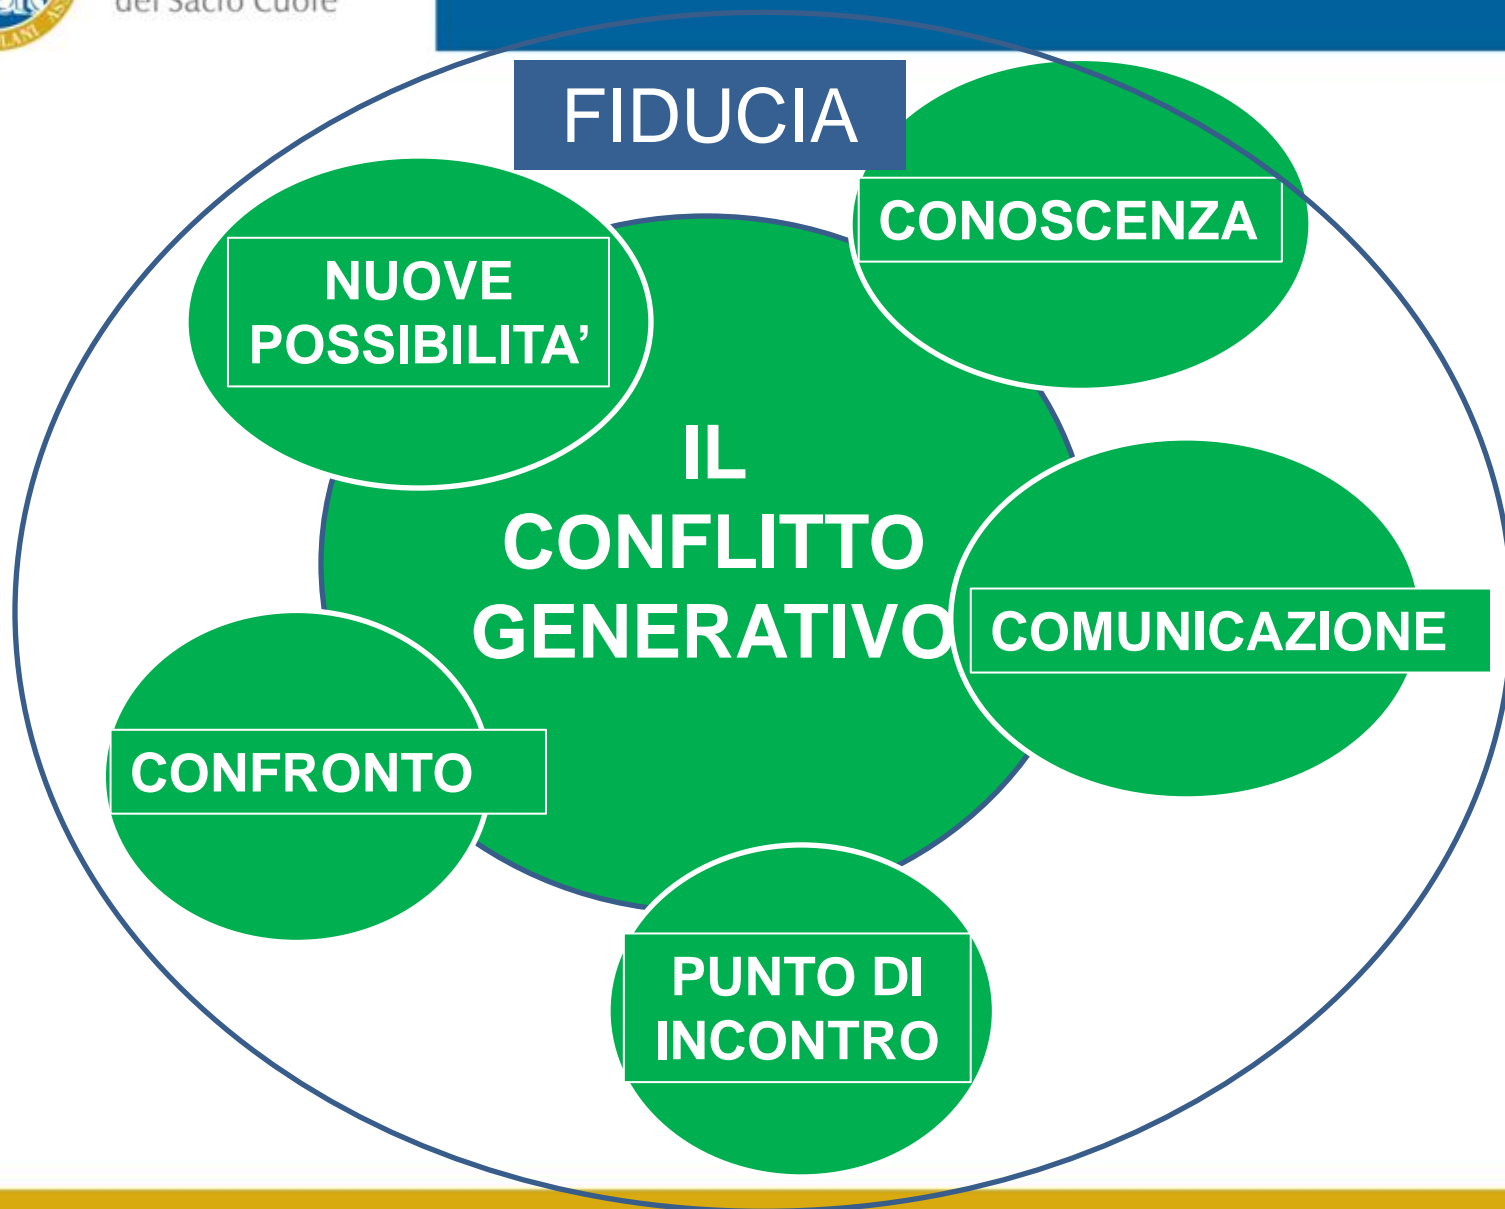 del Sacro Cuore
FIDUCIA
CONOSCENZA
NUOVE
POSSIBILITA’
IL
CONFLITTO
GENERATIVO
COMUNICAZIONE
CONFRONTO
PUNTO DI
INCONTRO